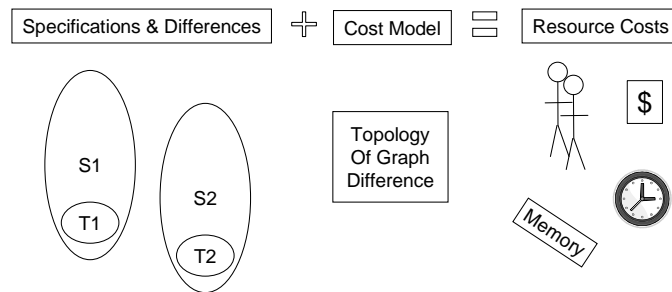 Specifications & Differences
Cost Model
Resource Costs
S1
T1
S2
T2
Topology
Of Graph
Difference
$
Memory